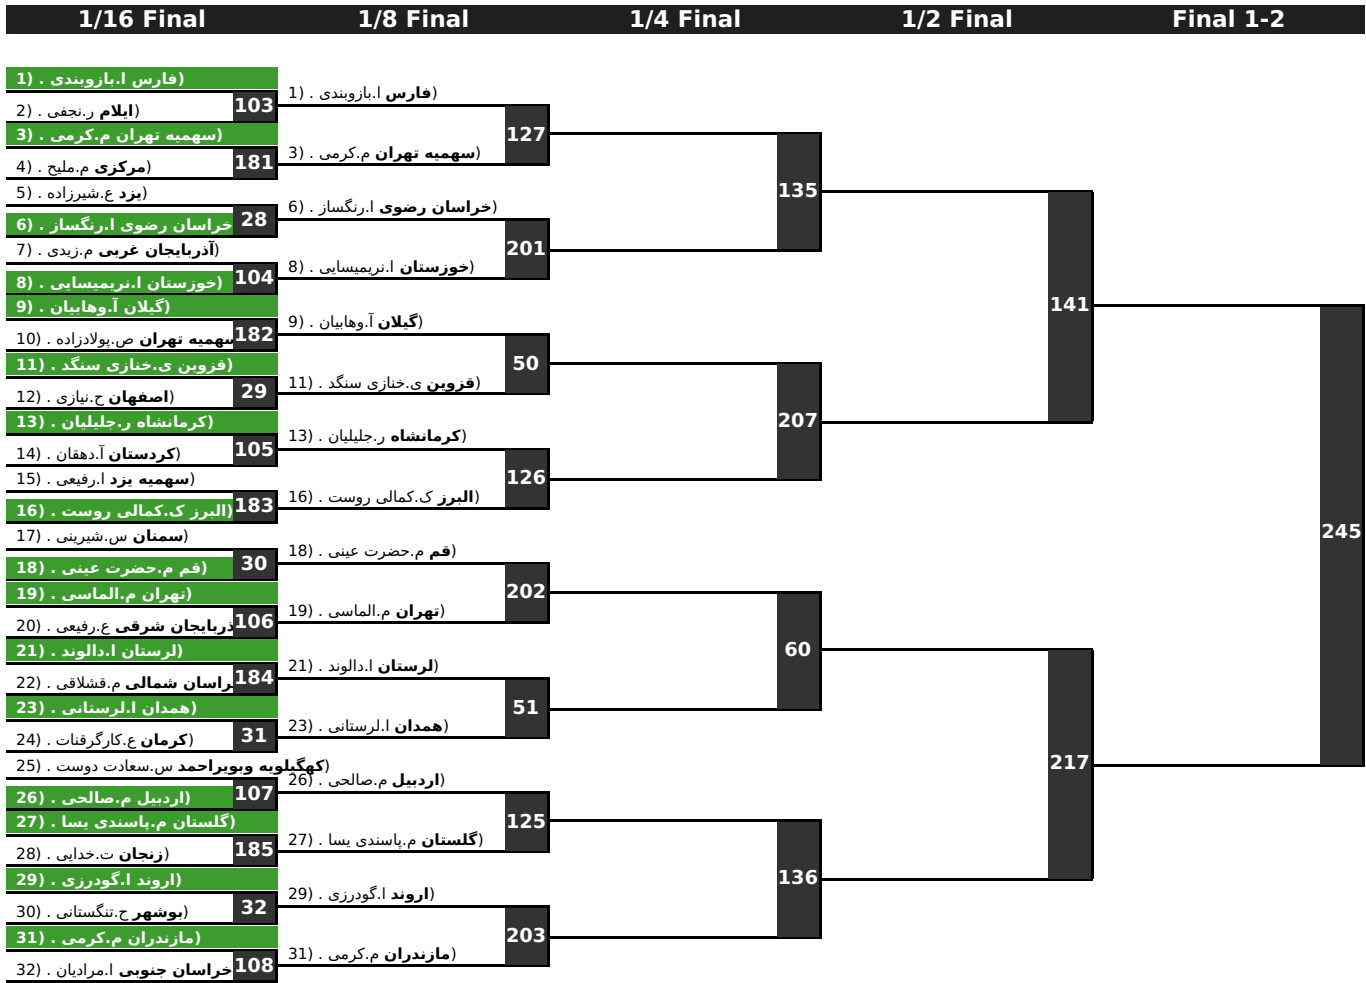 1/16 Final 1/8 Final 1/4 Final 1/2 Final Final 1-2
1) . فارس ا.بازوبندی)
103
2) . ر.نجفی ایلام)
3) . سهمیه تهران م.کرمی)
181
4) . م.ملیح مرکزی)
5) . ع.شیرزاده یزد)
28
6) . خراسان رضوی ا.رنگساز
7) . م.زیدی آذربایجان غربی)
104
8) . خوزستان ا.نریمیسایی)
9) . گیلان آ.وهابیان)
182
10) . ص.پولادزاده سهمیه تهران
11) . قزوین ی.خنازی سنگد)
29
12) . ح.نیازی اصفهان)
13) . کرمانشاه ر.جلیلیان)
105
14) . آ.دهقان کردستان)
15) . ا.رفیعی سهمیه یزد)
183
16) . البرز ک.کمالی روست)
17) . س.شیرینی سمنان)
30
18) . قم م.حضرت عینی)
19) . تهران م.الماسی)
106
20) . ع.رفیعی ذربایجان شرقی
21) . لرستان ا.دالوند)
184
22) . م.قشلاقی راسان شمالی
23) . همدان ا.لرستانی)
31
24) . ع.کارگرقنات کرمان)
25) . س.سعادت دوست کهگیلویه وبویراحمد)
107
26) . اردبیل م.صالحی)
27) . گلستان م.پاسندی یسا)
185
28) . ت.خدایی زنجان)
29) . اروند ا.گودرزی)
32
30) . ح.تنگستانی بوشهر)
31) . مازندران م.کرمی)
108
32) . ا.مرادیان خراسان جنوبی
1) . ا.بازوبندی فارس)
127
3) . م.کرمی سهمیه تهران)
6) . ا.رنگساز خراسان رضوی)
201
8) . ا.نریمیسایی خوزستان)
9) . آ.وهابیان گیلان)
50
11) . ی.خنازی سنگد قزوین)
13) . ر.جلیلیان کرمانشاه)
126
16) . ک.کمالی روست البرز)
18) . م.حضرت عینی قم)
202
19) . م.الماسی تهران)
21) . ا.دالوند لرستان)
51
23) . ا.لرستانی همدان)
26) . م.صالحی اردبیل)
125
27) . م.پاسندی یسا گلستان)
29) . ا.گودرزی اروند)
203
31) . م.کرمی مازندران)
135
207
60
136
141
217
245